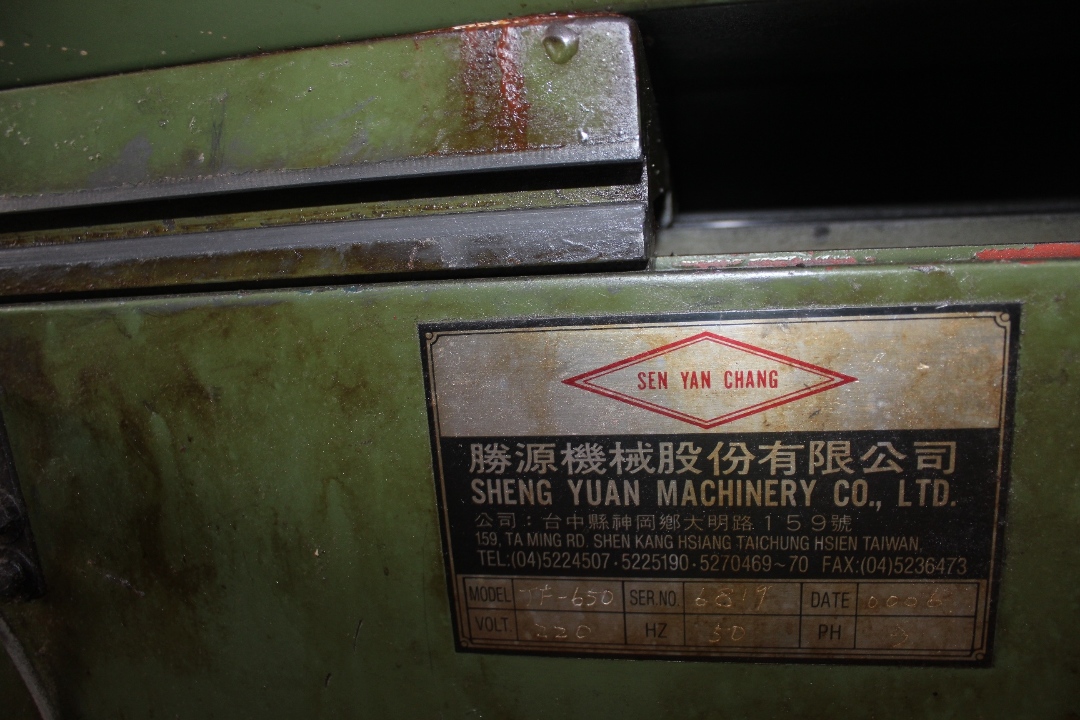 SEN YAN CHANG
勝源機械股份有限公司
SHENG YUAN MACHINERY CO., LTD.
公司：台中縣神岡鄉大明路159號
159, TA MING RD. SHEN KANG HSIANG TAICHUNG HSIEN TAIWAN.
TEL:(04)5224507·5225190·5270469~70 FAX:(04)5236473
MODEL SER.NO. DATE
VOLT. 220 HZ 50 PH 3